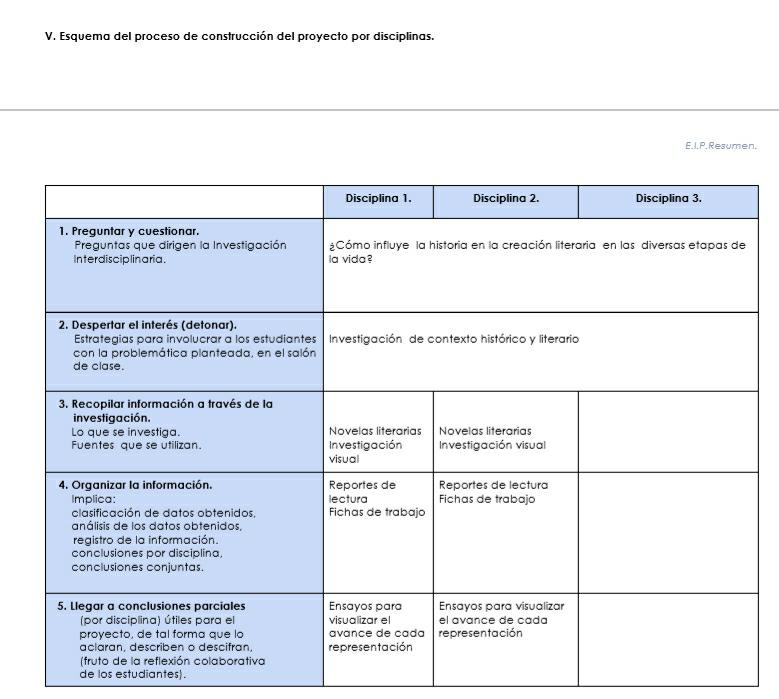 V. Esquema del proceso de construcción del proyecto por disciplinas.
E.I.P.Resumen.
Disciplina 1.
Disciplina 2.
Disciplina 3.
1. Preguntar y cuestionar.
Preguntas que dirigen la Investigación
Interdisciplinaria.
¿Cómo influye la historia en la creación literaria en las diversas etapas de
la vida?
2. Despertar el interés (detonar).
Estrategias para involucrar a los estudiantes
con la problemática planteada, en el salón
de clase.
Investigación de contexto histórico y literario
3. Recopilar información a través de la
investigación.
Lo que se investiga.
Fuentes que se utilizan.
Novelas literarias
Investigación
visual
Novelas literarias
Investigación visual
4. Organizar la información.
Implica:
clasificación de datos obtenidos,
análisis de los datos obtenidos,
registro de la información.
conclusiones por disciplina,
conclusiones conjuntas.
Reportes de
lectura
Fichas de trabajo
Reportes de lectura
Fichas de trabajo
5. Llegar a conclusiones parciales
(por disciplina) útiles para el
proyecto, de tal forma que lo
aclaran, describen o descifran,
(fruto de la reflexión colaborativa
de los estudiantes).
Ensayos para
visualizar el
avance de cada
representación
Ensayos para visualizar
el avance de cada
representación